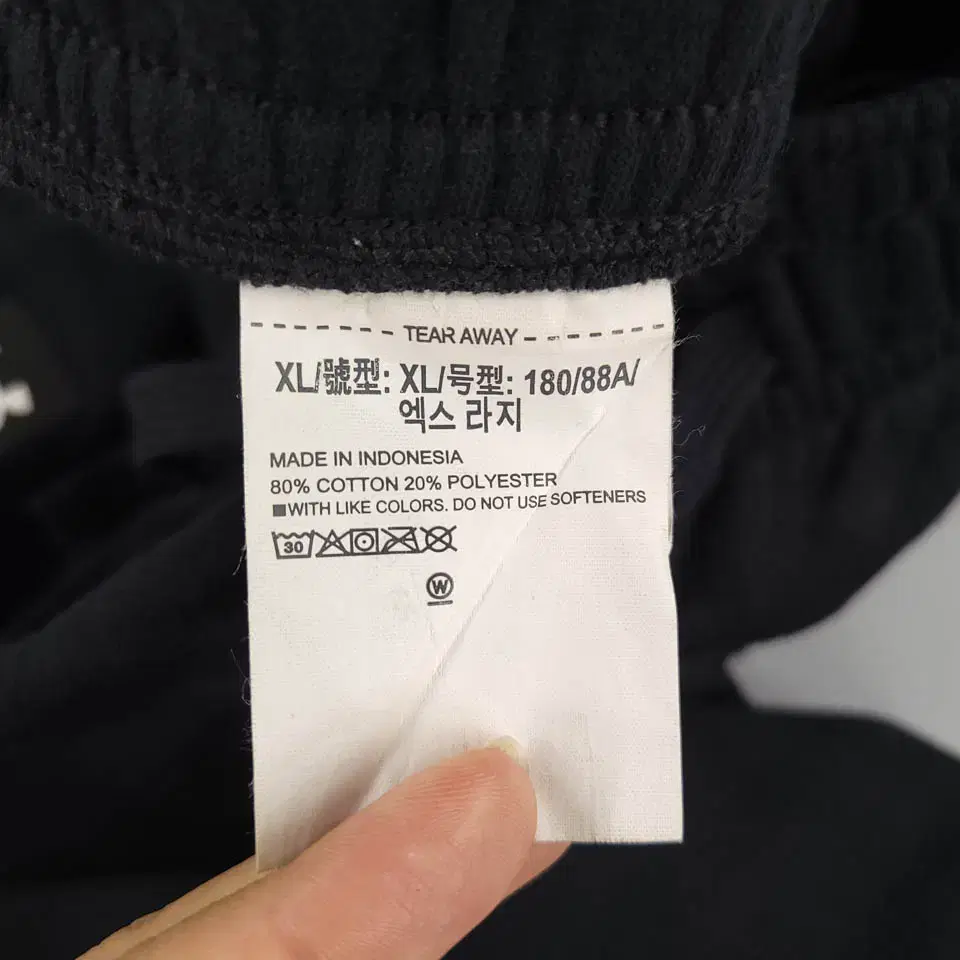 TEAR AWAY
XL/號型: XL/号型: 180/88A/
엑스 라지
MADE IN INDONESIA
80% COTTON 20% POLYESTER
■WITH LIKE COLORS. DO NOT USE SOFTENERS
30
W